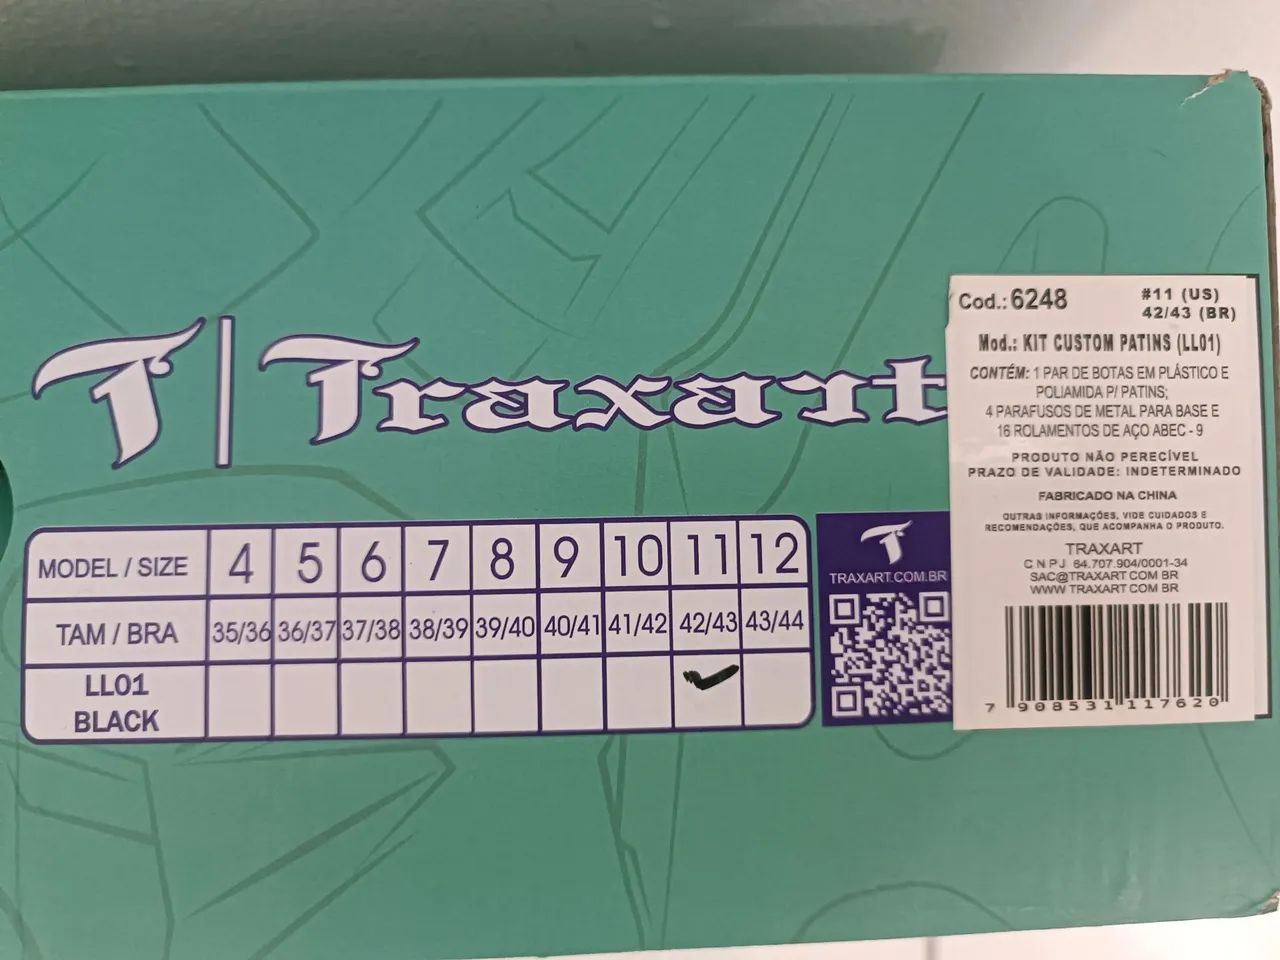 T | Traxart
MODEL / SIZE 4 5 6 7 8 9 10 11 12
TAM / BRA 35/36 36/37 37/38 38/39 39/40 40/41 41/42 42/43 43/44
LL01
BLACK
TRAXART.COM.BR
Cod.: 6248
#11 (US)
42/43 (BR)
Mod.: KIT CUSTOM PATINS (LL01)
CONTÉM: 1 PAR DE BOTAS EM PLÁSTICO E
POLIAMIDA P/ PATINS;
4 PARAFUSOS DE METAL PARA BASE E
16 ROLAMENTOS DE AÇO ABEC - 9
PRODUTO NÃO PERECÍVEL
PRAZO DE VALIDADE: INDETERMINADO
FABRICADO NA CHINA
OUTRAS INFORMAÇÕES, VIDE CUIDADOS E
RECOMENDAÇÕES, QUE ACOMPANHA O PRODUTO.
TRAXART
CNPJ 64.707.904/0001-34
SAC@TRAXART.COM.BR
WWW.TRAXART.COM.BR
7 908531 117620